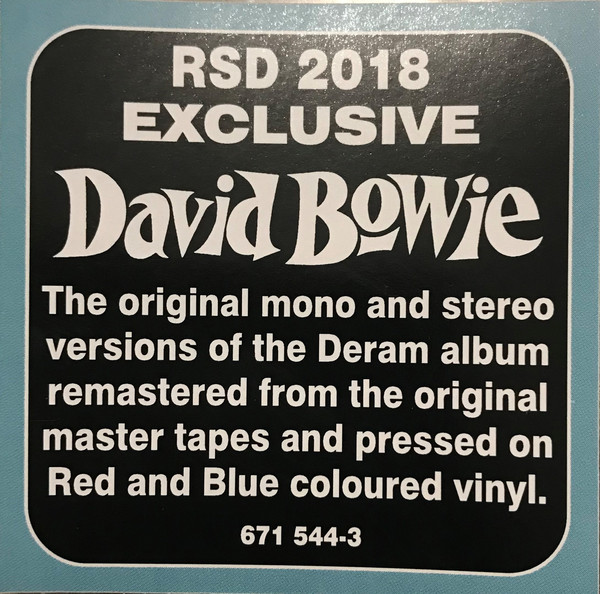 RSD 2018
EXCLUSIVE
David Bowie
The original mono and stereo
versions of the Deram album
remastered from the original
master tapes and pressed on
Red and Blue coloured vinyl.
671 544-3